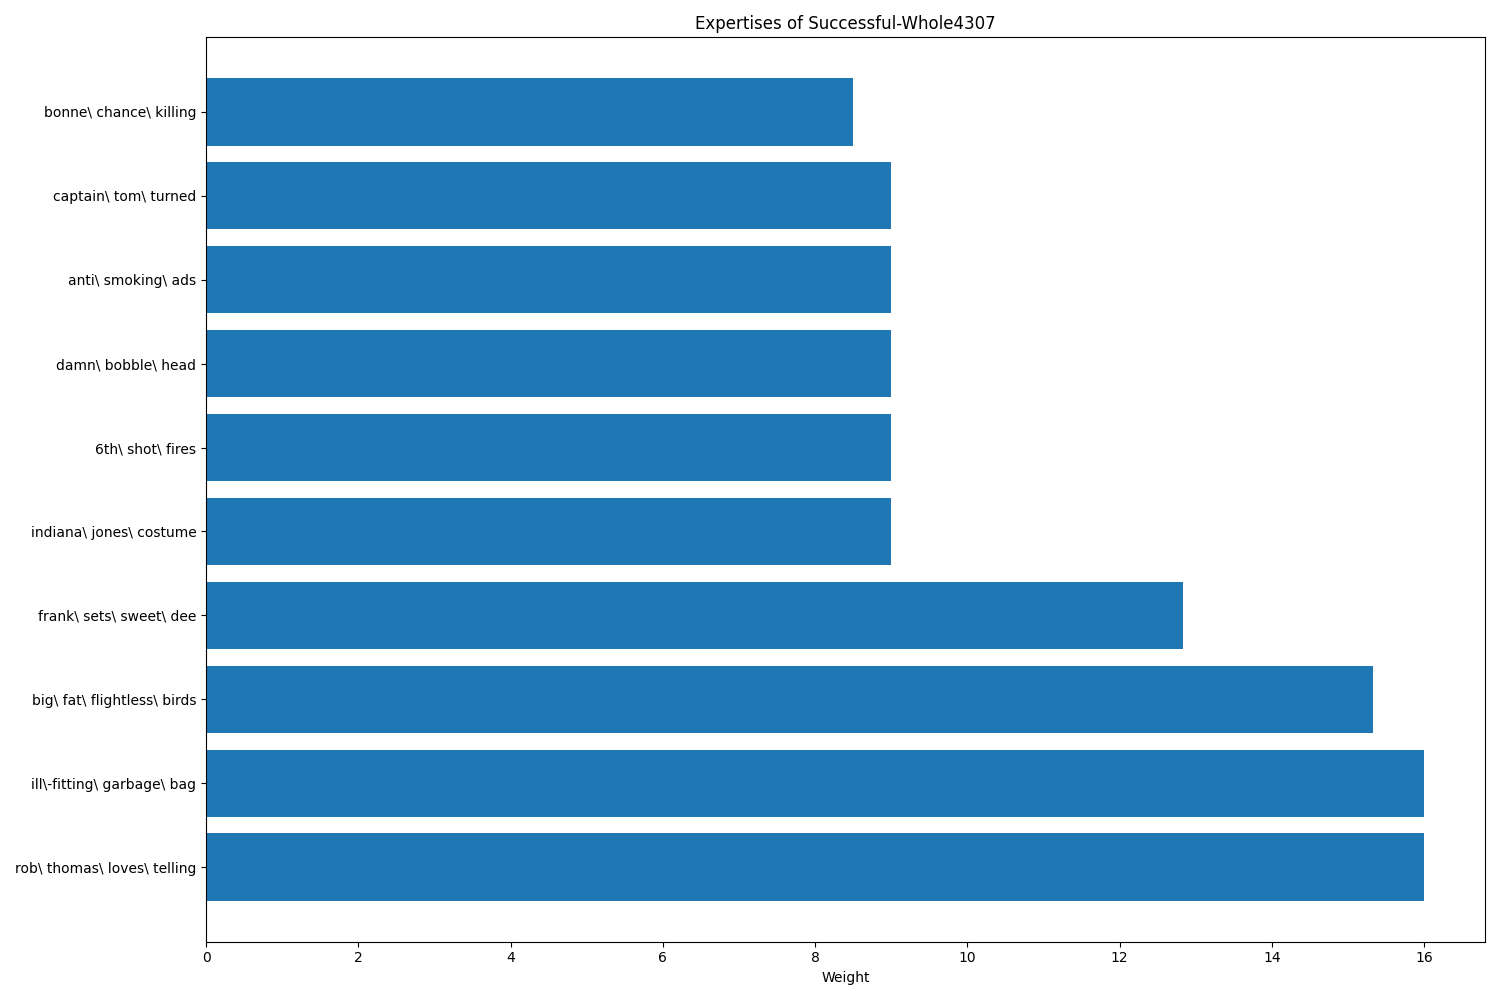 Expertises of Successful-Whole4307
bonne\ chance\ killing
captain\ tom\ turned
anti\ smoking\ ads
damn\ bobble\ head
6th\ shot\ fires
indiana\ jones\ costume
frank\ sets\ sweet\ dee
big\ fat\ flightless\ birds
ill\-fitting\ garbage\ bag
rob\ thomas\ loves\ telling
0 2 4 6 8 10 12 14 16
Weight